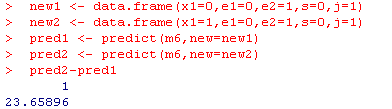 > new1 <- data.frame(x1=0,e1=0,e2=1,s=0,j=1)
> new2 <- data.frame(x1=1,e1=0,e2=1,s=0,j=1)
> pred1 <- predict(m6,new=new1)
> pred2 <- predict(m6,new=new2)
> pred2-pred1
1
23.65896